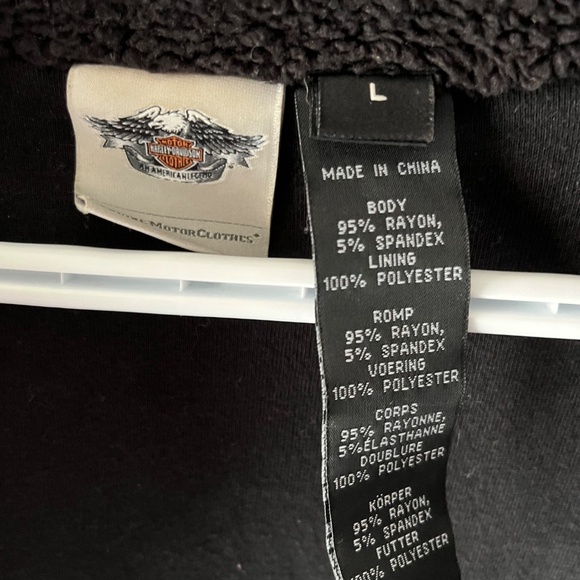 MOTOR
HARLEY-DAVIDSON
CLOTHES
AN AMERICAN LEGEND
MOTORCLOTHES®
L
MADE IN CHINA
BODY
95% RAYON,
5% SPANDEX
LINING
100% POLYESTER
ROMP
95% RAYON,
5% SPANDEX
VOERING
100% POLYESTER
CORPS
95% RAYONNE,
5%ÉLASTHANNE
DOUBLURE
100% POLYESTER
KÖRPER
95% RAYON,
5% SPANDEX
FUTTER
100% POLYESTER